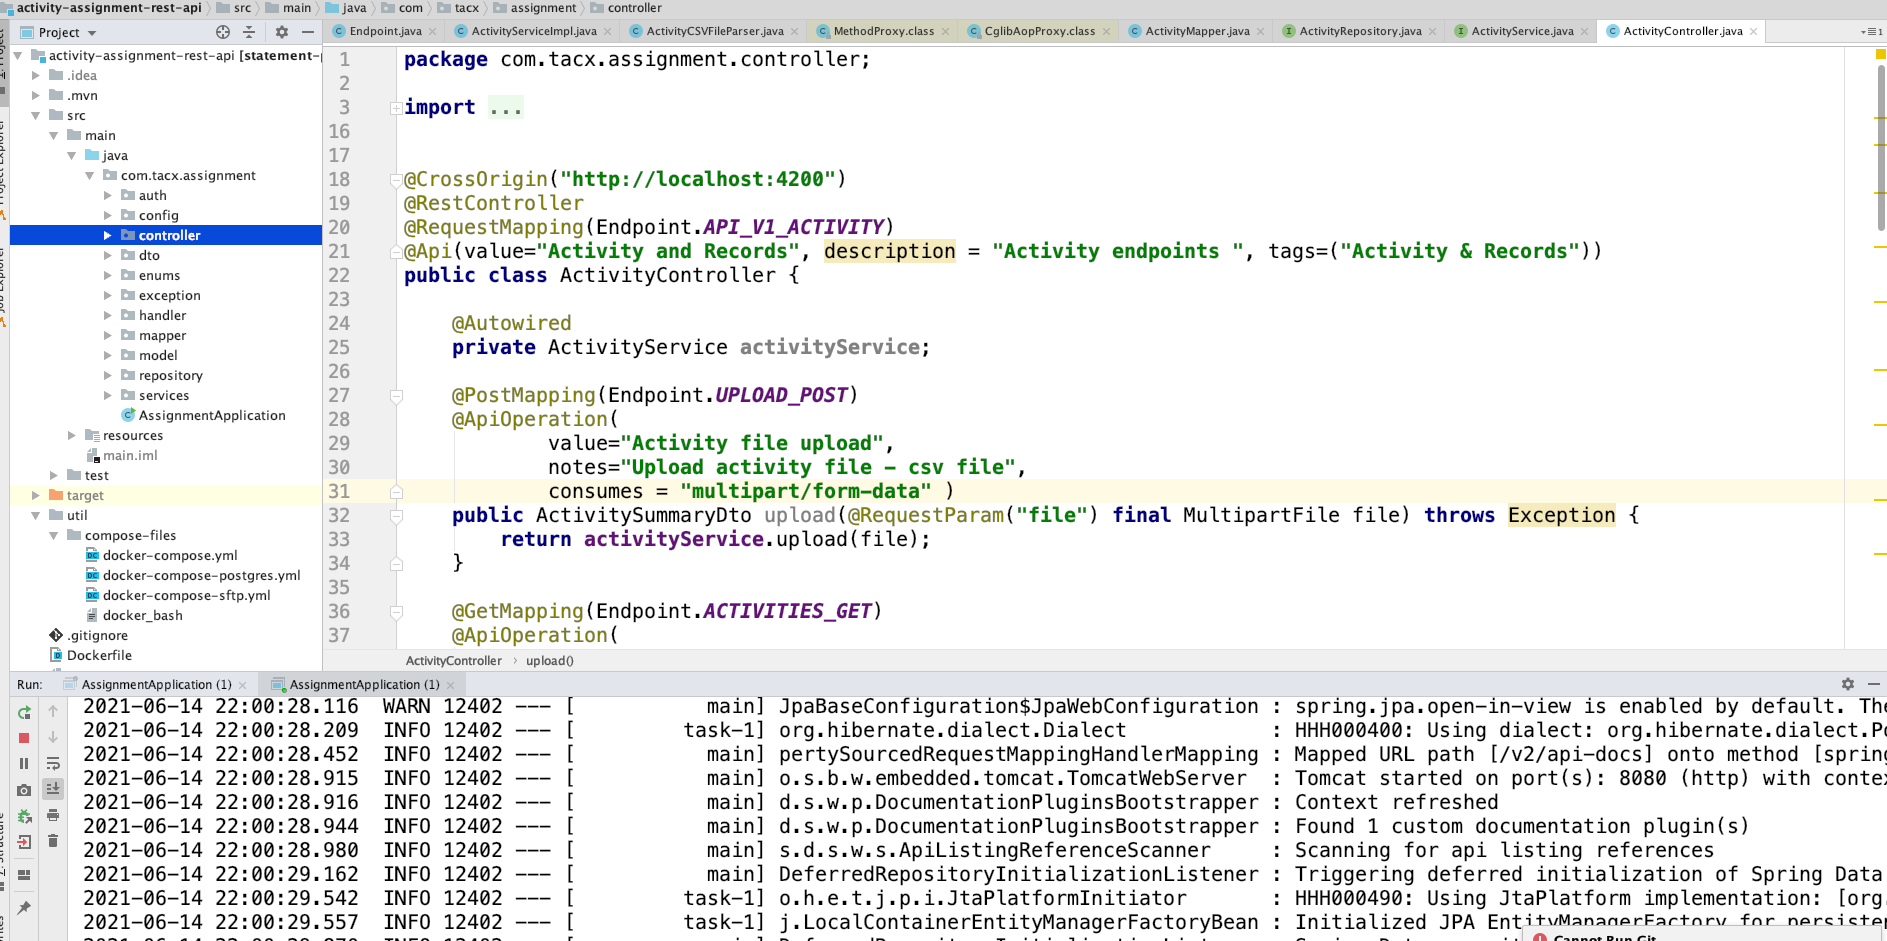 activity-assignment-rest-api src main java com tacx assignment controller
Project
Endpoint.java ActivityServiceImpl.java ActivityCSVFileParser.java MethodProxy.class CglibAopProxy.class ActivityMapper.java ActivityRepository.java ActivityService.java ActivityController.java
activity-assignment-rest-api [statement-
.idea
.mvn
src
main
java
com.tacx.assignment
auth
config
controller
dto
enums
exception
handler
mapper
model
repository
services
AssignmentApplication
resources
main.iml
test
target
util
compose-files
docker-compose.yml
docker-compose-postgres.yml
docker-compose-sftp.yml
docker_bash
.gitignore
Dockerfile
1 package com.tacx.assignment.controller;
2
3 import ...
16
17
18 @CrossOrigin("http://localhost:4200")
19 @RestController
20 @RequestMapping(Endpoint.API_V1_ACTIVITY)
21 @Api(value="Activity and Records", description = "Activity endpoints ", tags=("Activity & Records"))
22 public class ActivityController {
23
24 @Autowired
25 private ActivityService activityService;
26
27 @PostMapping(Endpoint.UPLOAD_POST)
28 @ApiOperation(
29 value="Activity file upload",
30 notes="Upload activity file - csv file",
31 consumes = "multipart/form-data" )
32 public ActivitySummaryDto upload(@RequestParam("file") final MultipartFile file) throws Exception {
33 return activityService.upload(file);
34 }
35
36 @GetMapping(Endpoint.ACTIVITIES_GET)
37 @ApiOperation(
ActivityController upload()
Run: AssignmentApplication (1) AssignmentApplication (1)
2021-06-14 22:00:28.116 WARN 12402 --- [ main] JpaBaseConfiguration$JpaWebConfiguration : spring.jpa.open-in-view is enabled by default. The
2021-06-14 22:00:28.209 INFO 12402 --- [ task-1] org.hibernate.dialect.Dialect : HHH000400: Using dialect: org.hibernate.dialect.Po
2021-06-14 22:00:28.452 INFO 12402 --- [ main] pertySourcedRequestMappingHandlerMapping : Mapped URL path [/v2/api-docs] onto method [spring
2021-06-14 22:00:28.915 INFO 12402 --- [ main] o.s.b.w.embedded.tomcat.TomcatWebServer : Tomcat started on port(s): 8080 (http) with contex
2021-06-14 22:00:28.916 INFO 12402 --- [ main] d.s.w.p.DocumentationPluginsBootstrapper : Context refreshed
2021-06-14 22:00:28.944 INFO 12402 --- [ main] d.s.w.p.DocumentationPluginsBootstrapper : Found 1 custom documentation plugin(s)
2021-06-14 22:00:28.980 INFO 12402 --- [ main] s.d.s.w.s.ApiListingReferenceScanner : Scanning for api listing references
2021-06-14 22:00:29.162 INFO 12402 --- [ main] DeferredRepositoryInitializationListener : Triggering deferred initialization of Spring Data
2021-06-14 22:00:29.542 INFO 12402 --- [ task-1] o.h.e.t.j.p.i.JtaPlatformInitiator : HHH000490: Using JtaPlatform implementation: [org.
2021-06-14 22:00:29.557 INFO 12402 --- [ task-1] j.LocalContainerEntityManagerFactoryBean : Initialized JPA EntityManagerFactory for persisten
Cannot Run Git